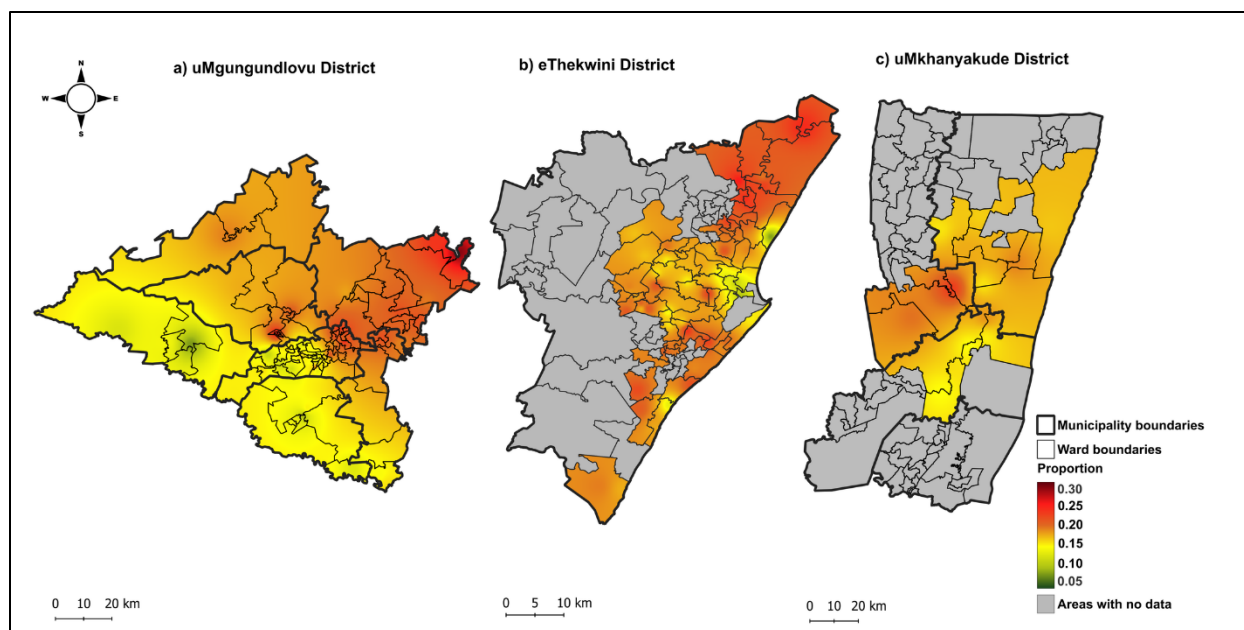 a) uMgungundlovu District
b) eThekwini District
c) uMkhanyakude District
N
W E
S
Municipality boundaries
Ward boundaries
Proportion
0.30
0.25
0.20
0.15
0.10
0.05
Areas with no data
0 10 20 km
0 5 10 km
0 10 20 km